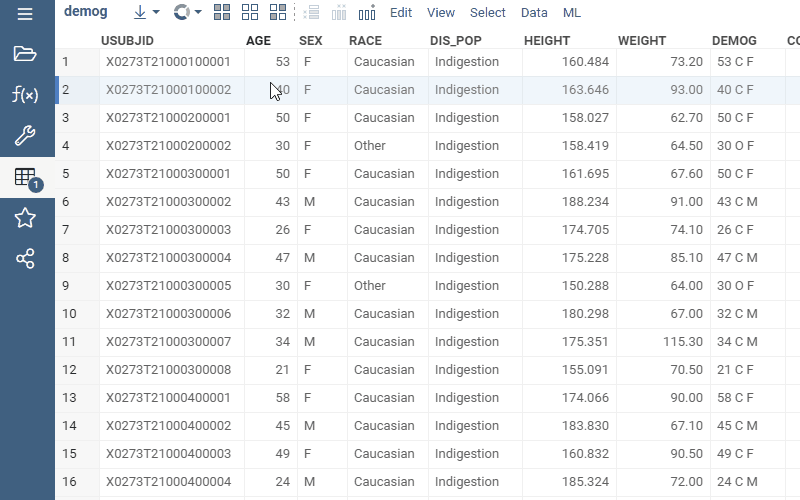 demog Edit View Select Data ML
f(x)
1
USUBJID AGE SEX RACE DIS_POP HEIGHT WEIGHT DEMOG CO
1 X0273T21000100001 53 F Caucasian Indigestion 160.484 73.20 53 C F
2 X0273T21000100002 40 F Caucasian Indigestion 163.646 93.00 40 C F
3 X0273T21000200001 50 F Caucasian Indigestion 158.027 62.70 50 C F
4 X0273T21000200002 30 F Other Indigestion 158.419 64.50 30 O F
5 X0273T21000300001 50 F Caucasian Indigestion 161.695 67.60 50 C F
6 X0273T21000300002 43 M Caucasian Indigestion 188.234 91.00 43 C M
7 X0273T21000300003 26 F Caucasian Indigestion 174.705 74.10 26 C F
8 X0273T21000300004 47 M Caucasian Indigestion 175.228 85.10 47 C M
9 X0273T21000300005 30 F Other Indigestion 150.288 64.00 30 O F
10 X0273T21000300006 32 M Caucasian Indigestion 180.298 67.00 32 C M
11 X0273T21000300007 34 M Caucasian Indigestion 175.351 115.30 34 C M
12 X0273T21000300008 21 F Caucasian Indigestion 155.091 70.50 21 C F
13 X0273T21000400001 58 F Caucasian Indigestion 174.066 90.00 58 C F
14 X0273T21000400002 45 M Caucasian Indigestion 183.830 67.10 45 C M
15 X0273T21000400003 49 F Caucasian Indigestion 160.832 90.50 49 C F
16 X0273T21000400004 24 M Caucasian Indigestion 185.324 72.00 24 C M